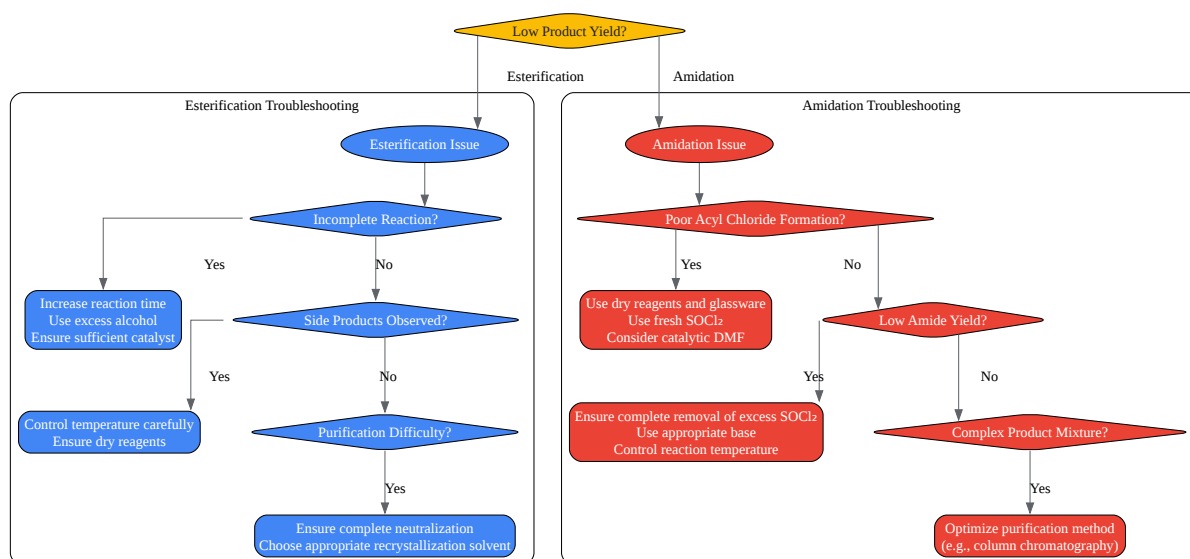 Low Product Yield?
Esterification
Amidation
Esterification Troubleshooting
Esterification Issue
Incomplete Reaction?
Yes
No
Increase reaction time
Use excess alcohol
Ensure sufficient catalyst
Side Products Observed?
Yes
No
Control temperature carefully
Ensure dry reagents
Purification Difficulty?
Yes
Ensure complete neutralization
Choose appropriate recrystallization solvent
Amidation Troubleshooting
Amidation Issue
Poor Acyl Chloride Formation?
Yes
No
Use dry reagents and glassware
Use fresh SOCl₂
Consider catalytic DMF
Low Amide Yield?
Yes
No
Ensure complete removal of excess SOCl₂
Use appropriate base
Control reaction temperature
Complex Product Mixture?
Yes
Optimize purification method
(e.g., column chromatography)